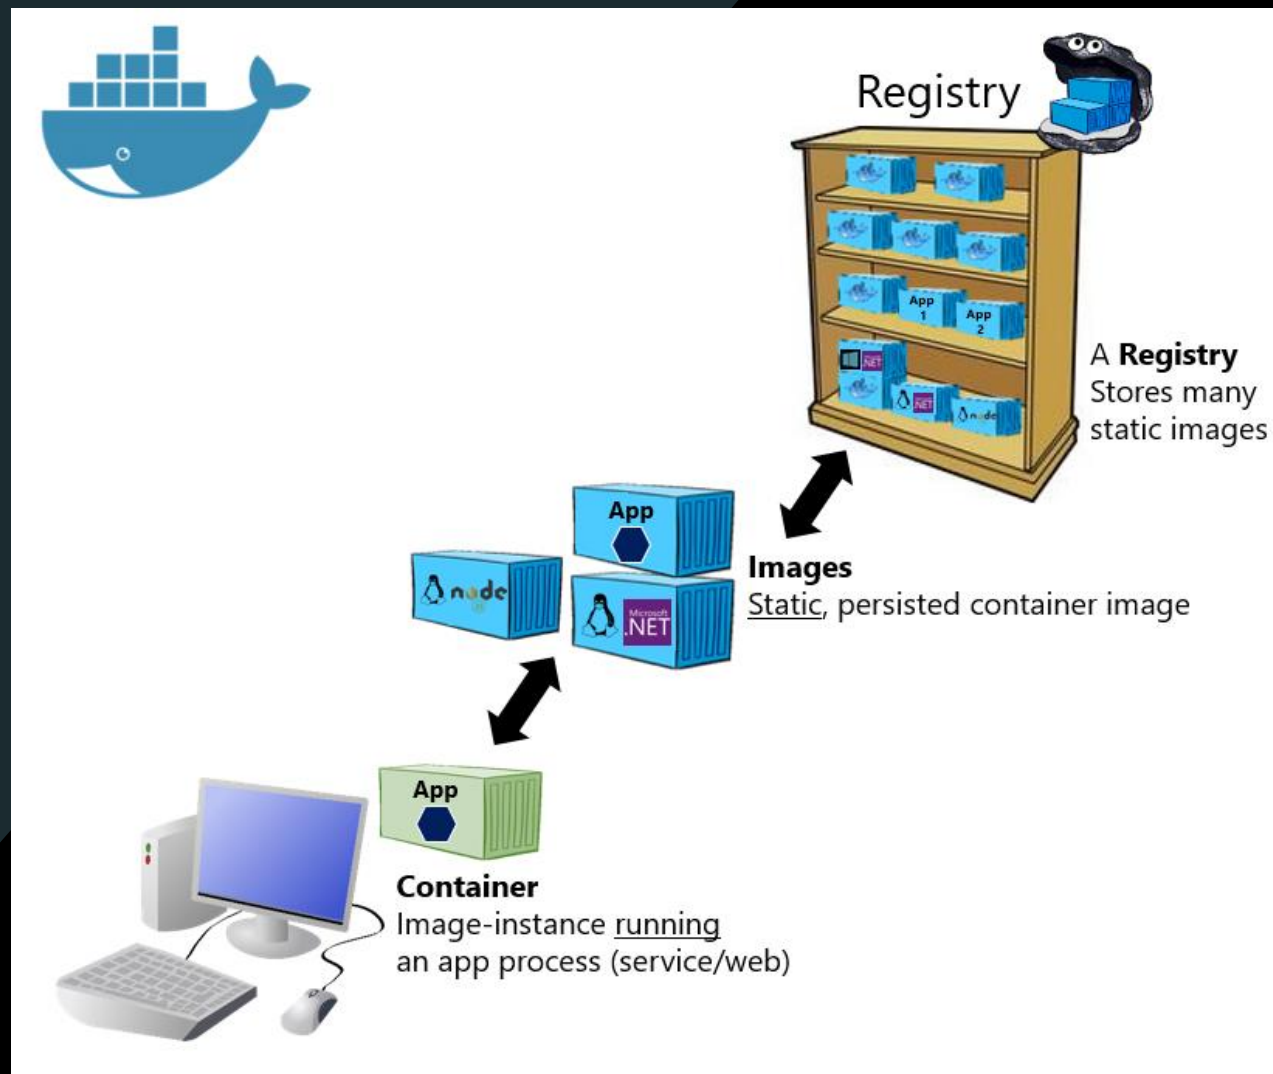 Registry
App
1
App
2
Microsoft
.NET
node
A Registry
Stores many
static images
App
node
Microsoft
.NET
Images
Static, persisted container image
App
Container
Image-instance running
an app process (service/web)